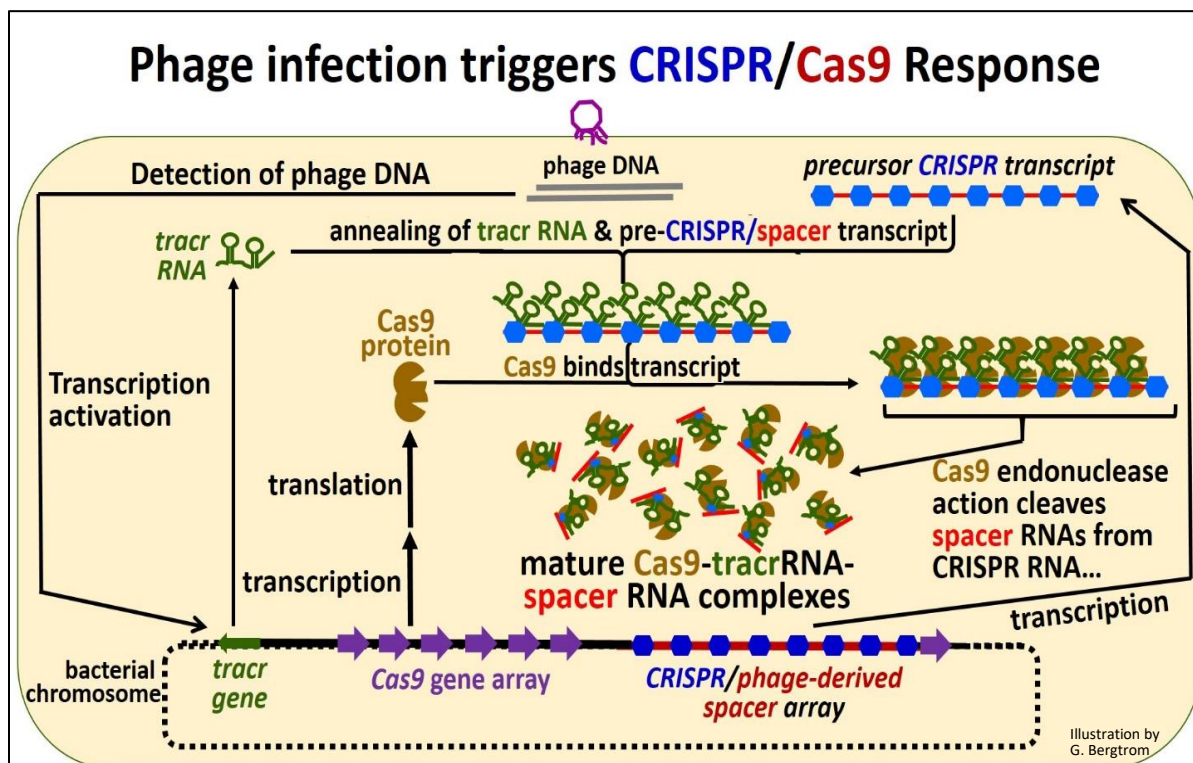 Phage infection triggers CRISPR/Cas9 Response
phage DNA
Detection of phage DNA
precursor CRISPR transcript
annealing of tracr RNA & pre-CRISPR/spacer transcript
tracr
RNA
Cas9
protein
Cas9 binds transcript
Transcription
activation
translation
transcription
mature Cas9-tracrRNA-
spacer RNA complexes
Cas9 endonuclease
action cleaves
spacer RNAs from
CRISPR RNA...
transcription
bacterial
chromosome
tracr
gene
Cas9 gene array
CRISPR/phage-derived
spacer array
Illustration by
G. Bergtrom